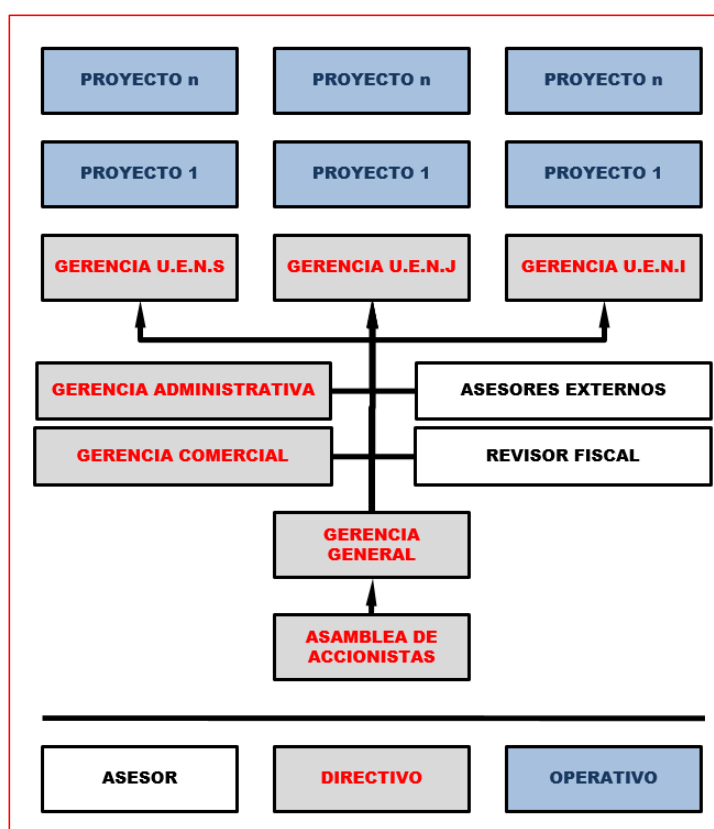 PROYECTO n
PROYECTO n
PROYECTO n
PROYECTO 1
PROYECTO 1
PROYECTO 1
GERENCIA U.E.N.S
GERENCIA U.E.N.J
GERENCIA U.E.N.I
GERENCIA ADMINISTRATIVA
ASESORES EXTERNOS
GERENCIA COMERCIAL
REVISOR FISCAL
GERENCIA
GENERAL
ASAMBLEA DE
ACCIONISTAS
ASESOR
DIRECTIVO
OPERATIVO